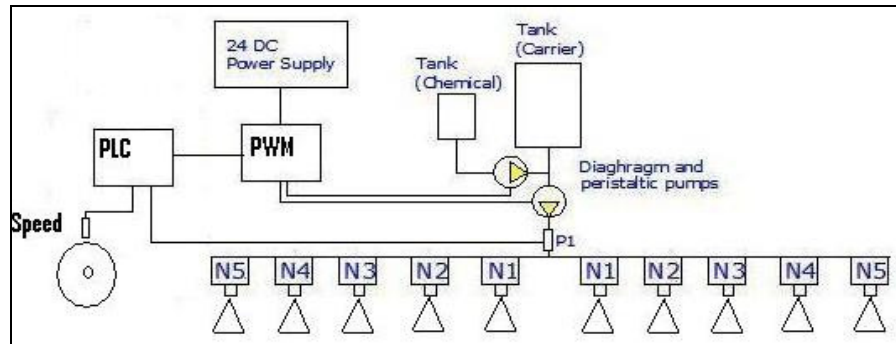 24 DC
Power Supply
Tank
(Carrier)
Tank
(Chemical)
PLC
PWM
Diaghragm and
peristaltic pumps
Speed
P1
N5 N4 N3 N2 N1 N1 N2 N3 N4 N5